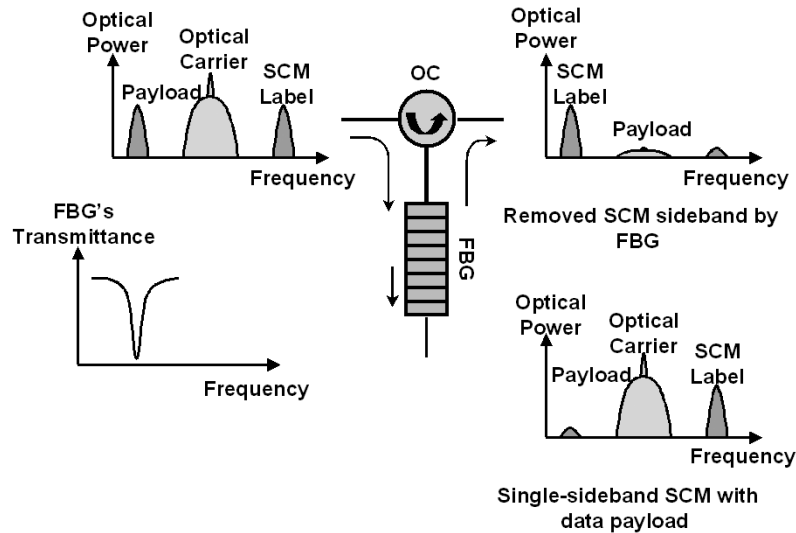 Optical
Power
Optical
Carrier
Payload
SCM
Label
Frequency
OC
Optical
Power
SCM
Label
Payload
Frequency
Removed SCM sideband by
FBG
FBG's
Transmittance
Frequency
FBG
Optical
Power
Optical
Carrier
Payload
SCM
Label
Frequency
Single-sideband SCM with
data payload